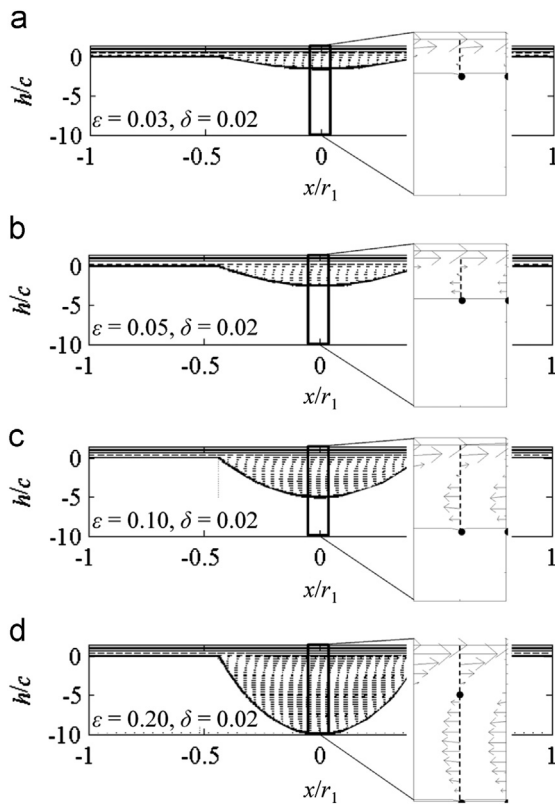 a
h/c
0
-5
-10
ε = 0.03, δ = 0.02
-1 -0.5 0 1
x/r₁
b
h/c
0
-5
-10
ε = 0.05, δ = 0.02
-1 -0.5 0 1
x/r₁
c
h/c
0
-5
-10
ε = 0.10, δ = 0.02
-1 -0.5 0 1
x/r₁
d
h/c
0
-5
-10
ε = 0.20, δ = 0.02
-1 -0.5 0 1
x/r₁